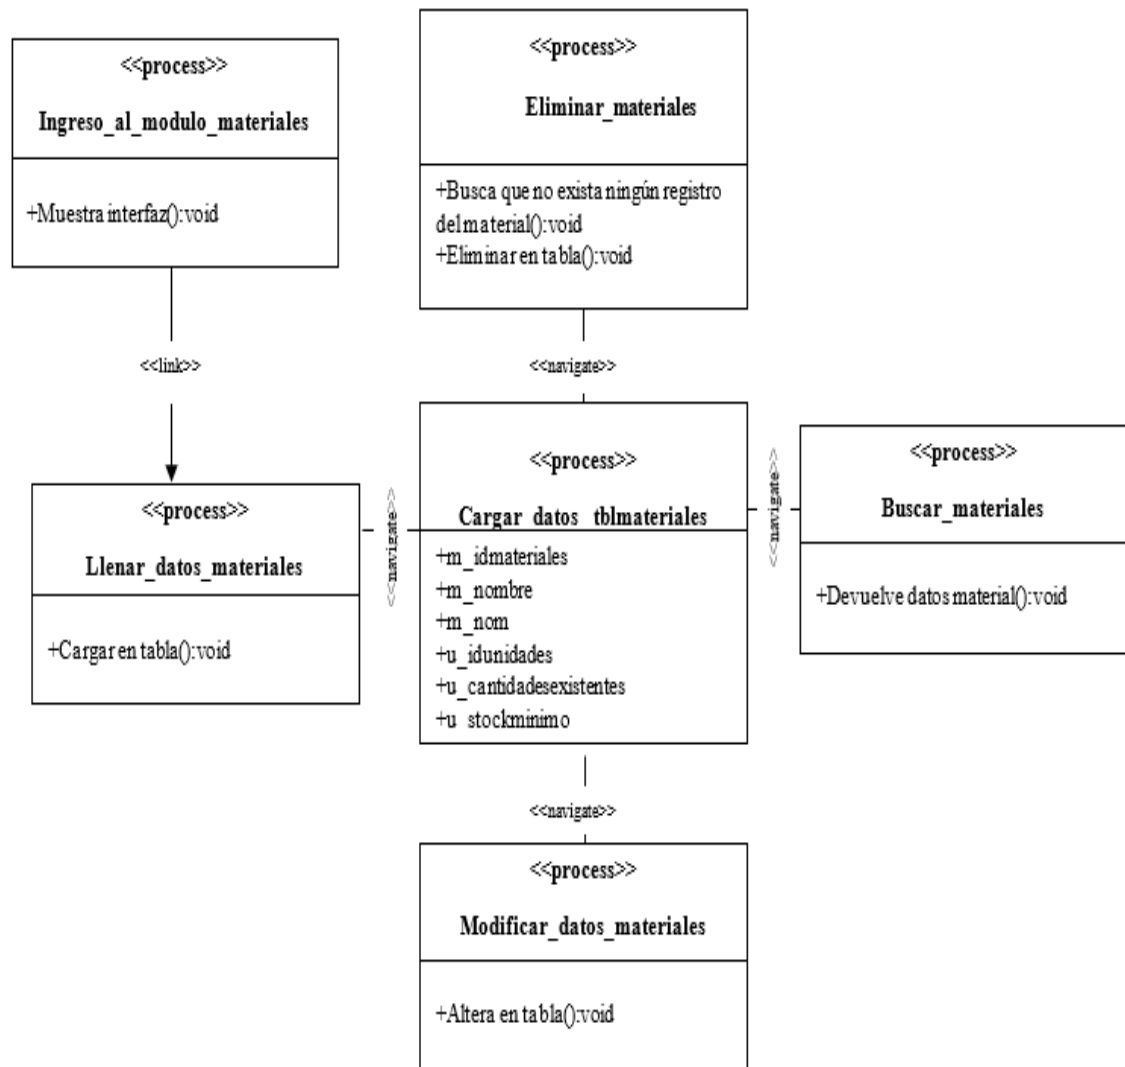 <<process>>
Ingreso_al_modulo_materiales
+Muestra interfaz():void
<<process>>
Eliminar_materiales
+Busca que no exista ningún registro
del material():void
+Eliminar en tabla():void
<<link>>
<<navigate>>
<<process>>
Llenar_datos_materiales
+Cargar en tabla():void
<<navigate>>
<<process>>
Cargar_datos_tblmateriales
+m_idmateriales
+m_nombre
+m_nom
+u_idunidades
+u_cantidadesexistentes
+u_stockminimo
<<navigate>>
<<process>>
Buscar_materiales
+Devuelve datos material():void
<<navigate>>
<<process>>
Modificar_datos_materiales
+Altera en tabla():void